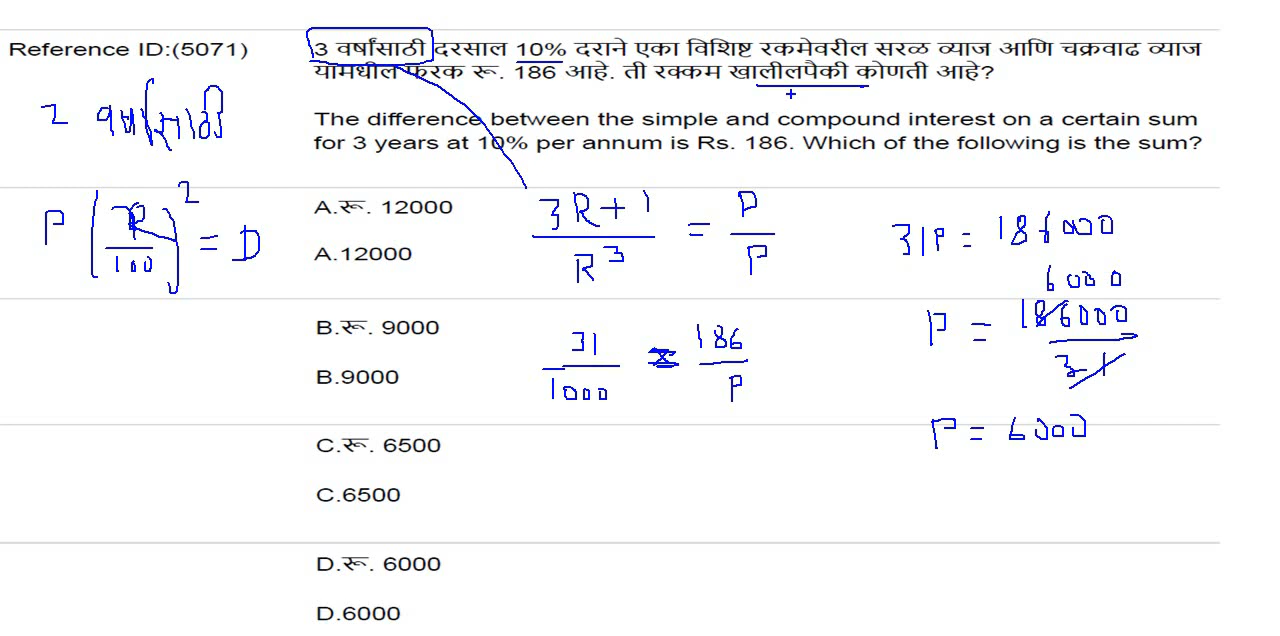 Reference ID:(5071)
3 वर्षांसाठी दरसाल 10% दराने एका विशिष्ट रकमेवरील सरळ व्याज आणि चक्रवाढ व्याज
यामधील फरक रू. 186 आहे. ती रक्कम खालीलपैकी कोणती आहे?
The difference between the simple and compound interest on a certain sum
for 3 years at 10% per annum is Rs. 186. Which of the following is the sum?
2 वर्षासाठी
P (R/100)² = D
A.रू. 12000
A.12000
B.रू. 9000
B.9000
C.रू. 6500
C.6500
D.रू. 6000
D.6000
3R+1 / R³ = P / P
31 / 1000 = 186 / P
31P = 186000
6000
P = 186000 / 31
P = 6000